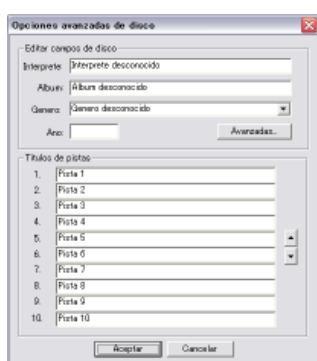 Opciones avanzadas de disco
Editar campos de disco
Interprete: Interprete desconocido
Album: Album desconocido
Genero: Genero desconocido
Ano: Avanzadas..
Titulos de pistas
1. Pista 1
2. Pista 2
3. Pista 3
4. Pista 4
5. Pista 5
6. Pista 6
7. Pista 7
8. Pista 8
9. Pista 9
10. Pista 10
Aceptar Cancelar